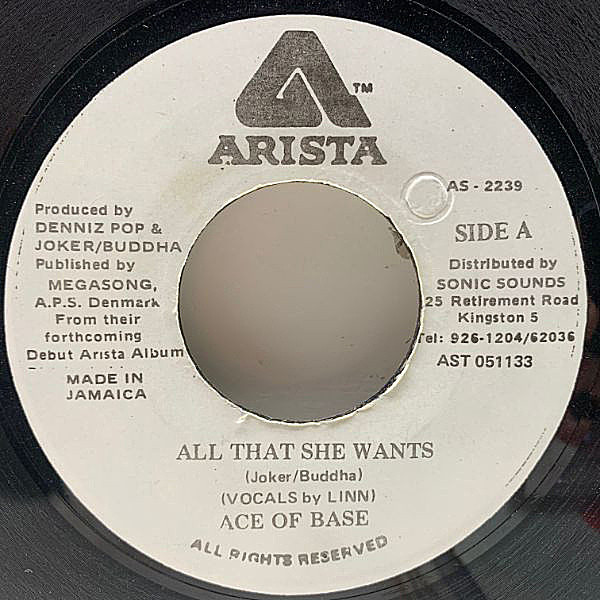 TM
ARISTA
AS - 2239
SIDE A
Produced by
DENNIZ POP &
JOKER/BUDDHA
Published by
MEGASONG,
A.P.S. Denmark
From their
forthcoming
Debut Arista Album
MADE IN
JAMAICA
Distributed by
SONIC SOUNDS
25 Retirement Road
Kingston 5
Tel: 926-1204/62036
AST 051133
ALL THAT SHE WANTS
(Joker/Buddha)
(VOCALS by LINN)
ACE OF BASE
ALL RIGHTS RESERVED